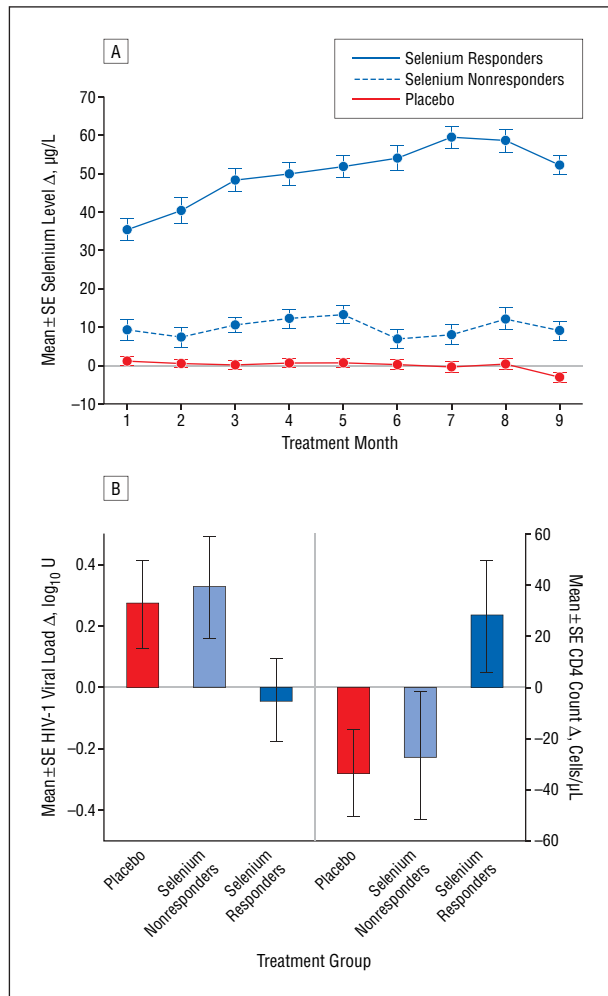 A
Selenium Responders
Selenium Nonresponders
Placebo
Mean±SE Selenium Level Δ, µg/L
70
60
50
40
30
20
10
0
–10
1 2 3 4 5 6 7 8 9
Treatment Month
B
Mean±SE HIV-1 Viral Load Δ, log10 U
0.4
0.2
0.0
–0.2
–0.4
60
40
20
0
–20
–40
–60
Mean±SE CD4 Count Δ, Cells/µL
Placebo
Selenium
Nonresponders
Selenium
Responders
Placebo
Selenium
Nonresponders
Selenium
Responders
Treatment Group